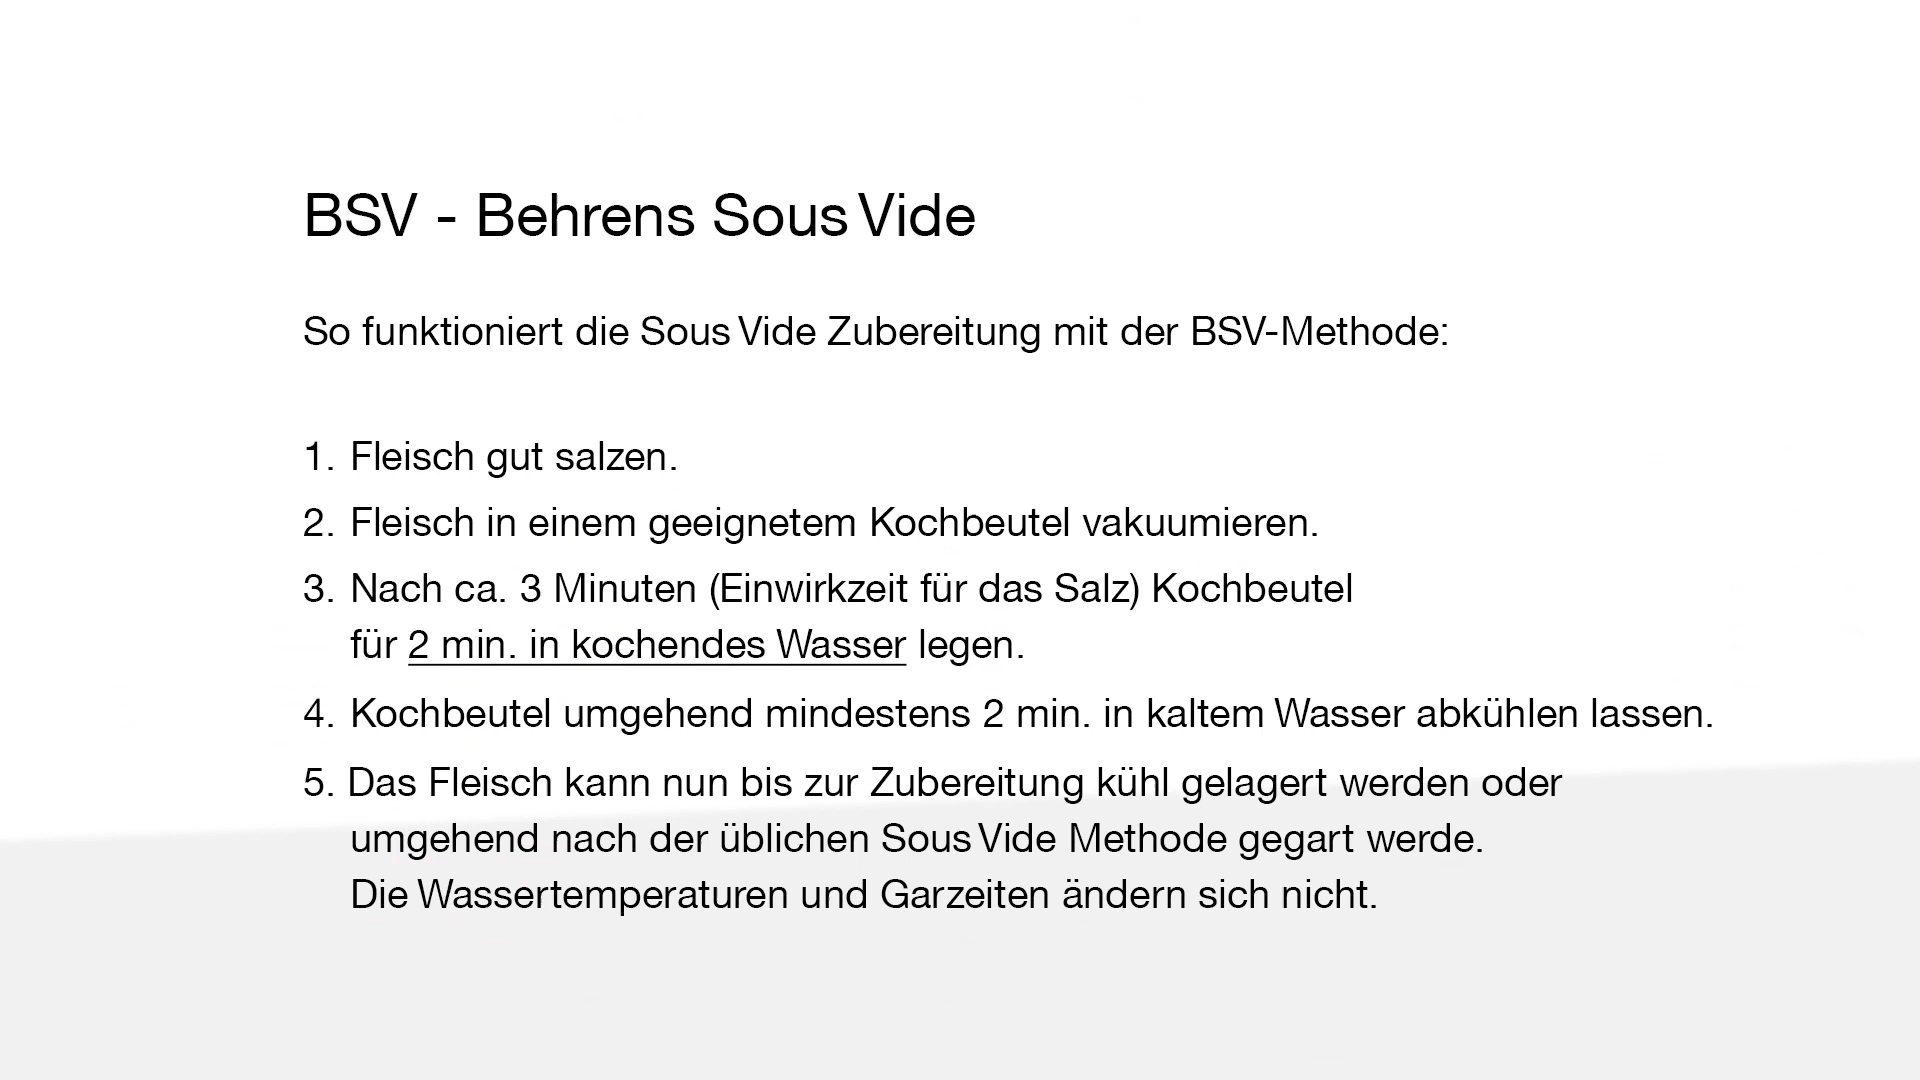 BSV - Behrens Sous Vide
So funktioniert die Sous Vide Zubereitung mit der BSV-Methode:
1. Fleisch gut salzen.
2. Fleisch in einem geeignetem Kochbeutel vakuumieren.
3. Nach ca. 3 Minuten (Einwirkzeit für das Salz) Kochbeutel
für 2 min. in kochendes Wasser legen.
4. Kochbeutel umgehend mindestens 2 min. in kaltem Wasser abkühlen lassen.
5. Das Fleisch kann nun bis zur Zubereitung kühl gelagert werden oder
umgehend nach der üblichen Sous Vide Methode gegart werde.
Die Wassertemperaturen und Garzeiten ändern sich nicht.